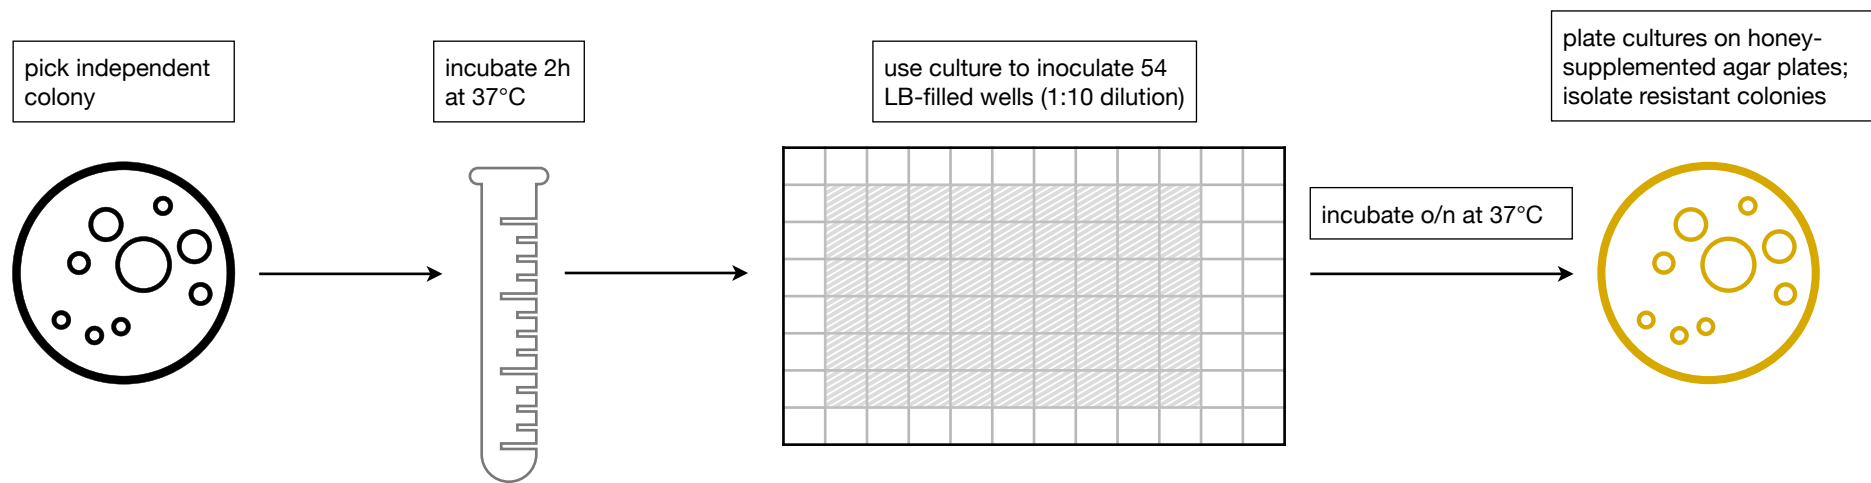 pick independent
colony
incubate 2h
at 37°C
use culture to inoculate 54
LB-filled wells (1:10 dilution)
incubate o/n at 37°C
plate cultures on honey-
supplemented agar plates;
isolate resistant colonies